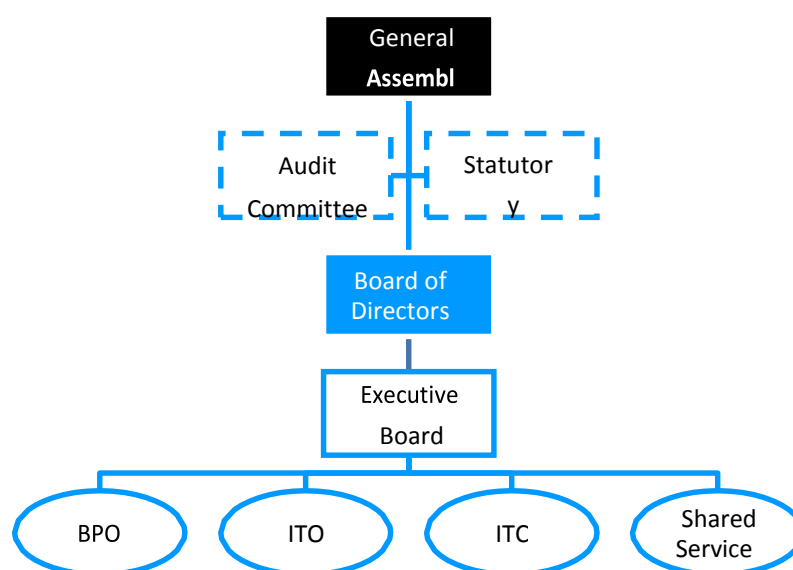 General
Assembl
Audit
Committee
Statutor
y
Board of
Directors
Executive
Board
BPO
ITO
ITC
Shared
Service